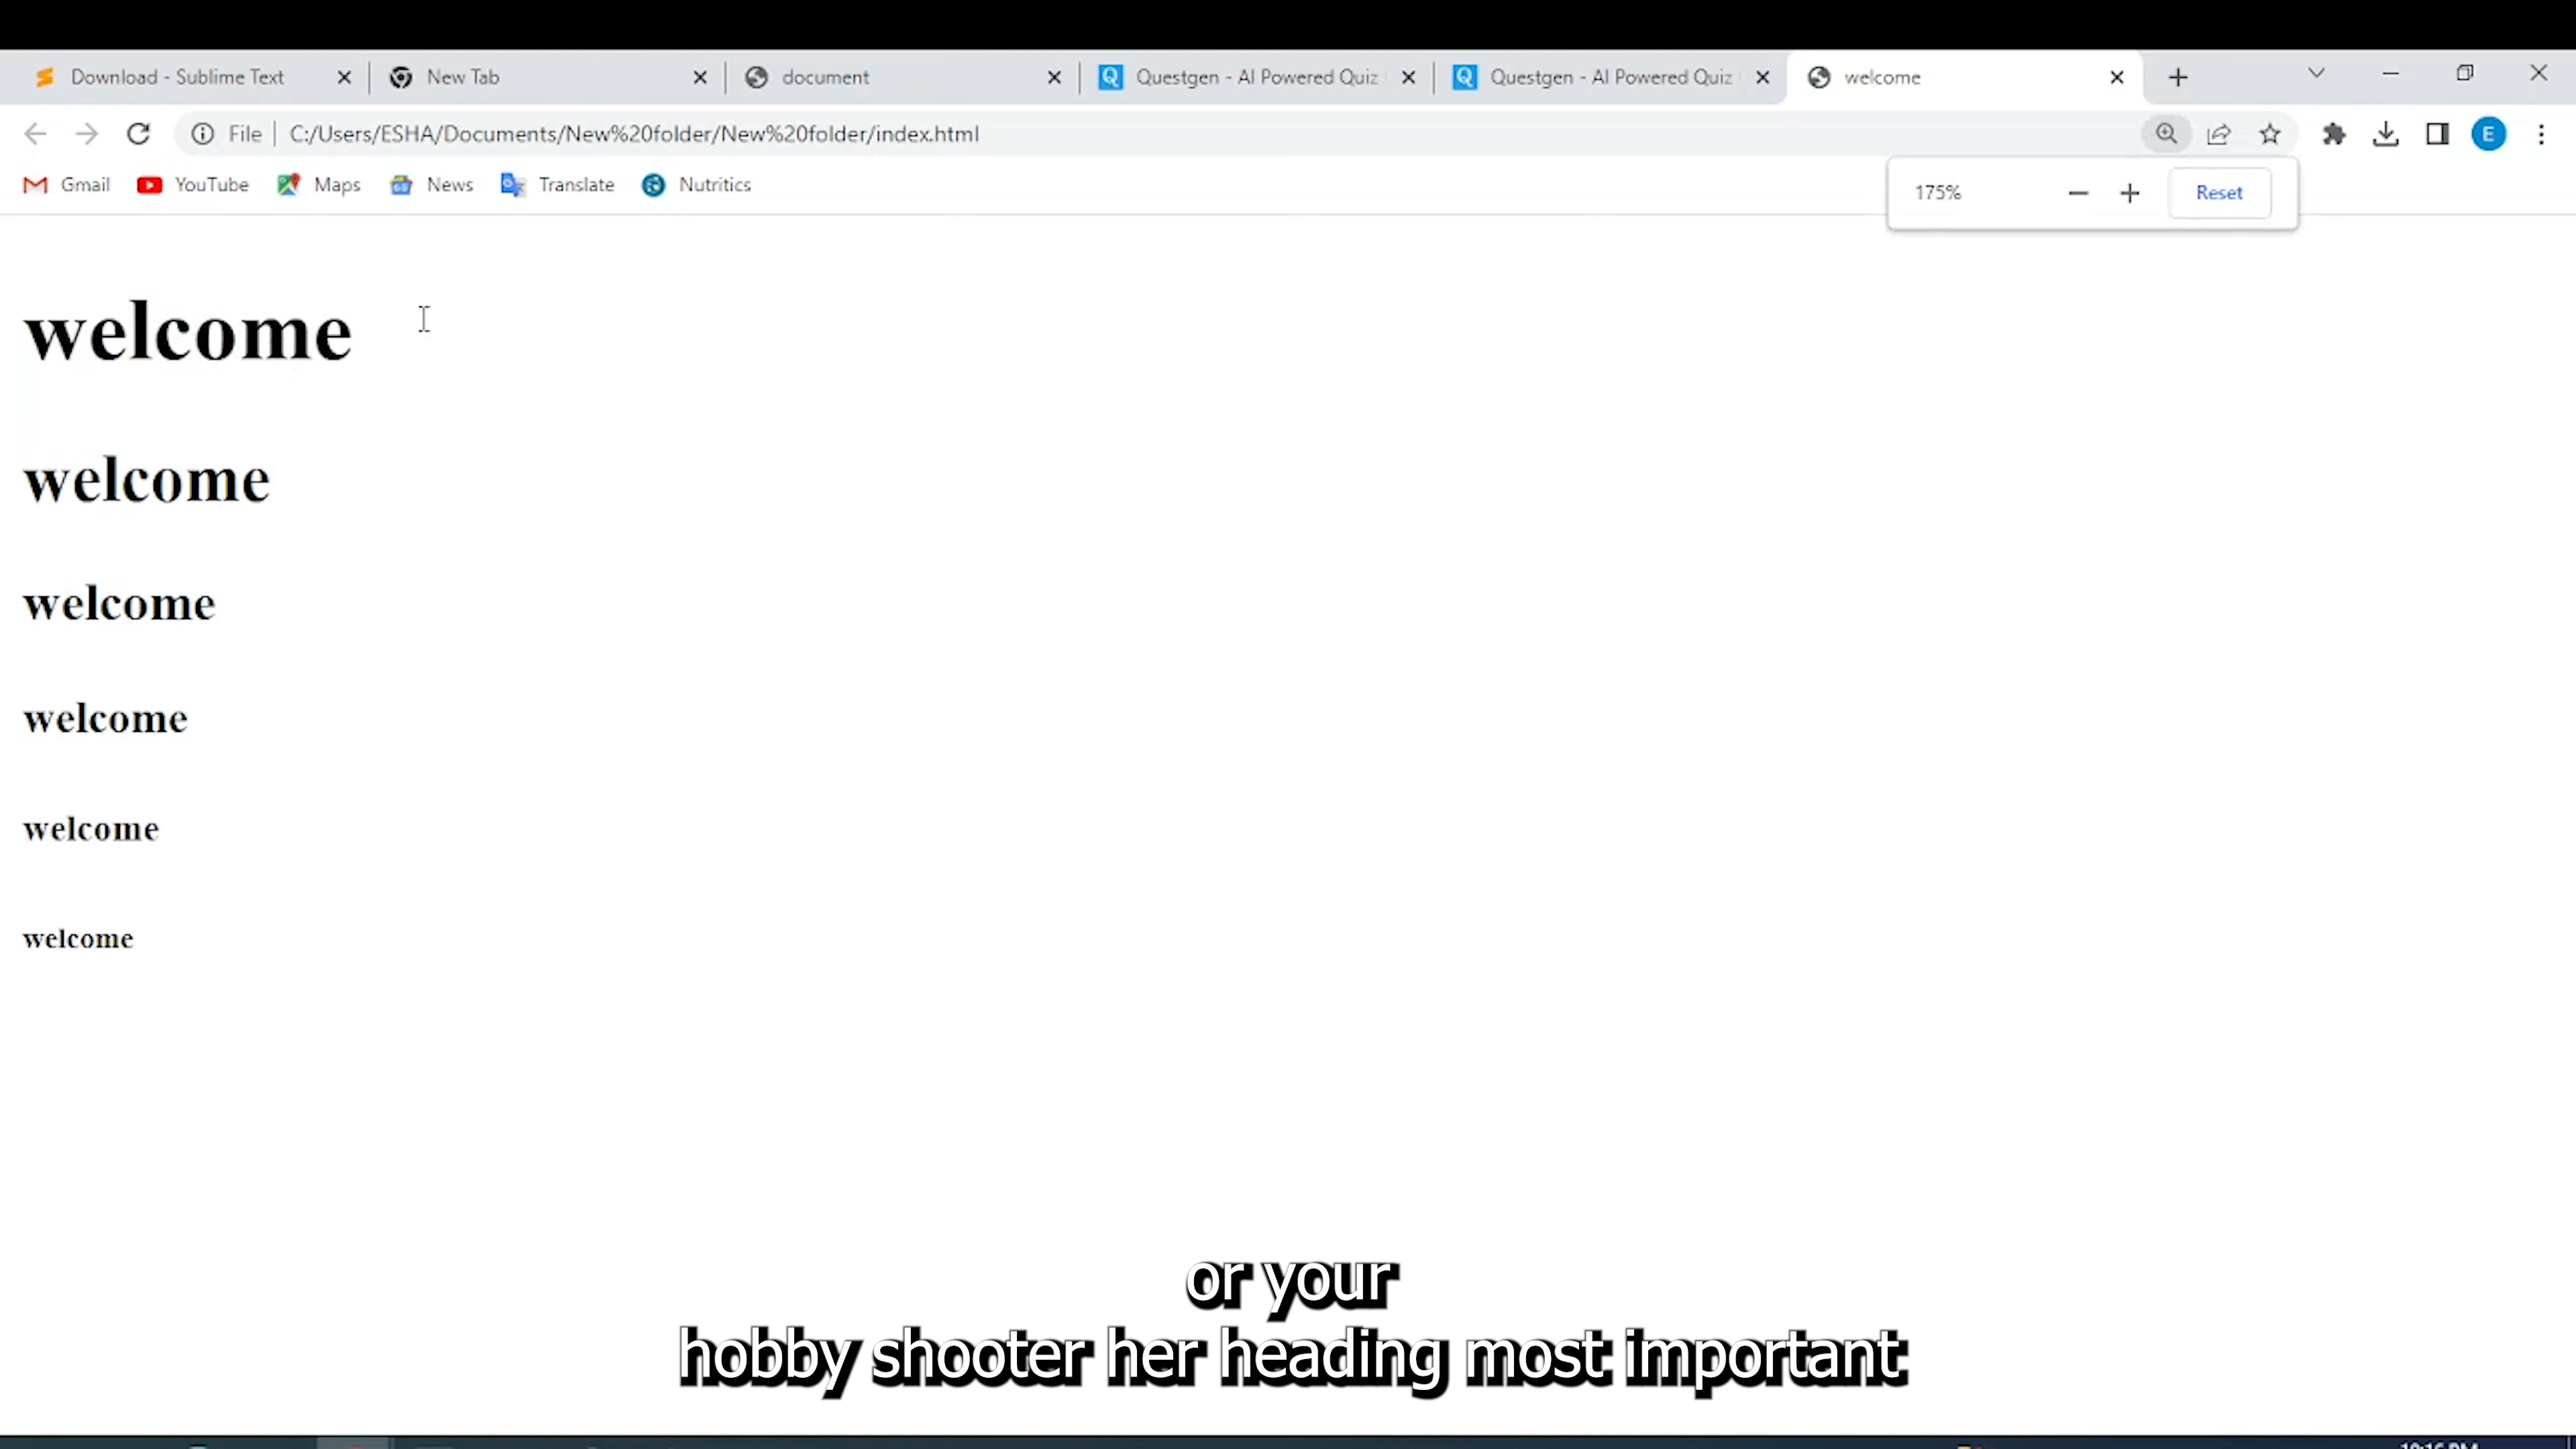 Download - Sublime Text
New Tab
document
Questgen - AI Powered Quiz
Questgen - AI Powered Quiz
welcome
File
C:/Users/ESHA/Documents/New%20folder/New%20folder/index.html
E
Gmail
YouTube
Maps
News
Translate
Nutritics
175%
Reset
welcome
welcome
welcome
welcome
welcome
welcome
or your
hobby shooter her heading most important